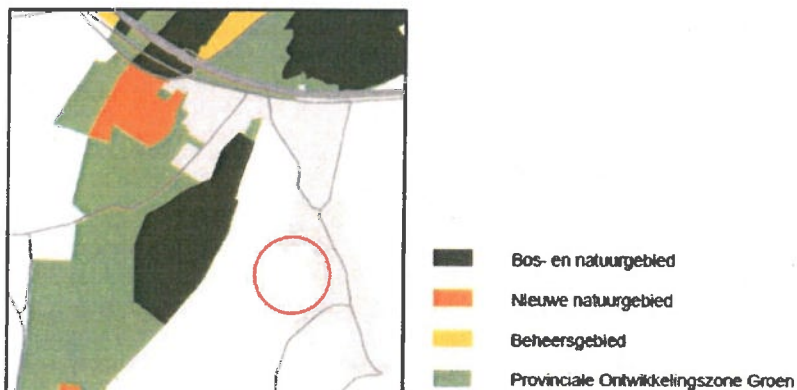 Bos- en natuurgebied
Nieuwe natuurgebied
Beheersgebied
Provinciale Ontwikkelingszone Groen